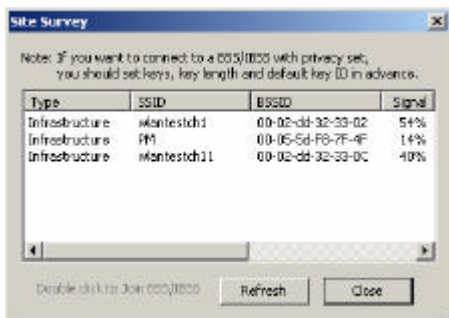 Site Survey
Note: If you want to connect to a BSS/IBSS with privacy set,
you should set keys, key length and default key ID in advance.
Type SSID BSSID Signal
Infrastructure wlantestch1 00-02-dd-32-33-02 54%
Infrastructure PM 00-05-5d-F8-7F-4F 14%
Infrastructure wlantestch11 00-02-dd-32-33-0C 40%
Double click to Join BSS/IBSS Refresh Close